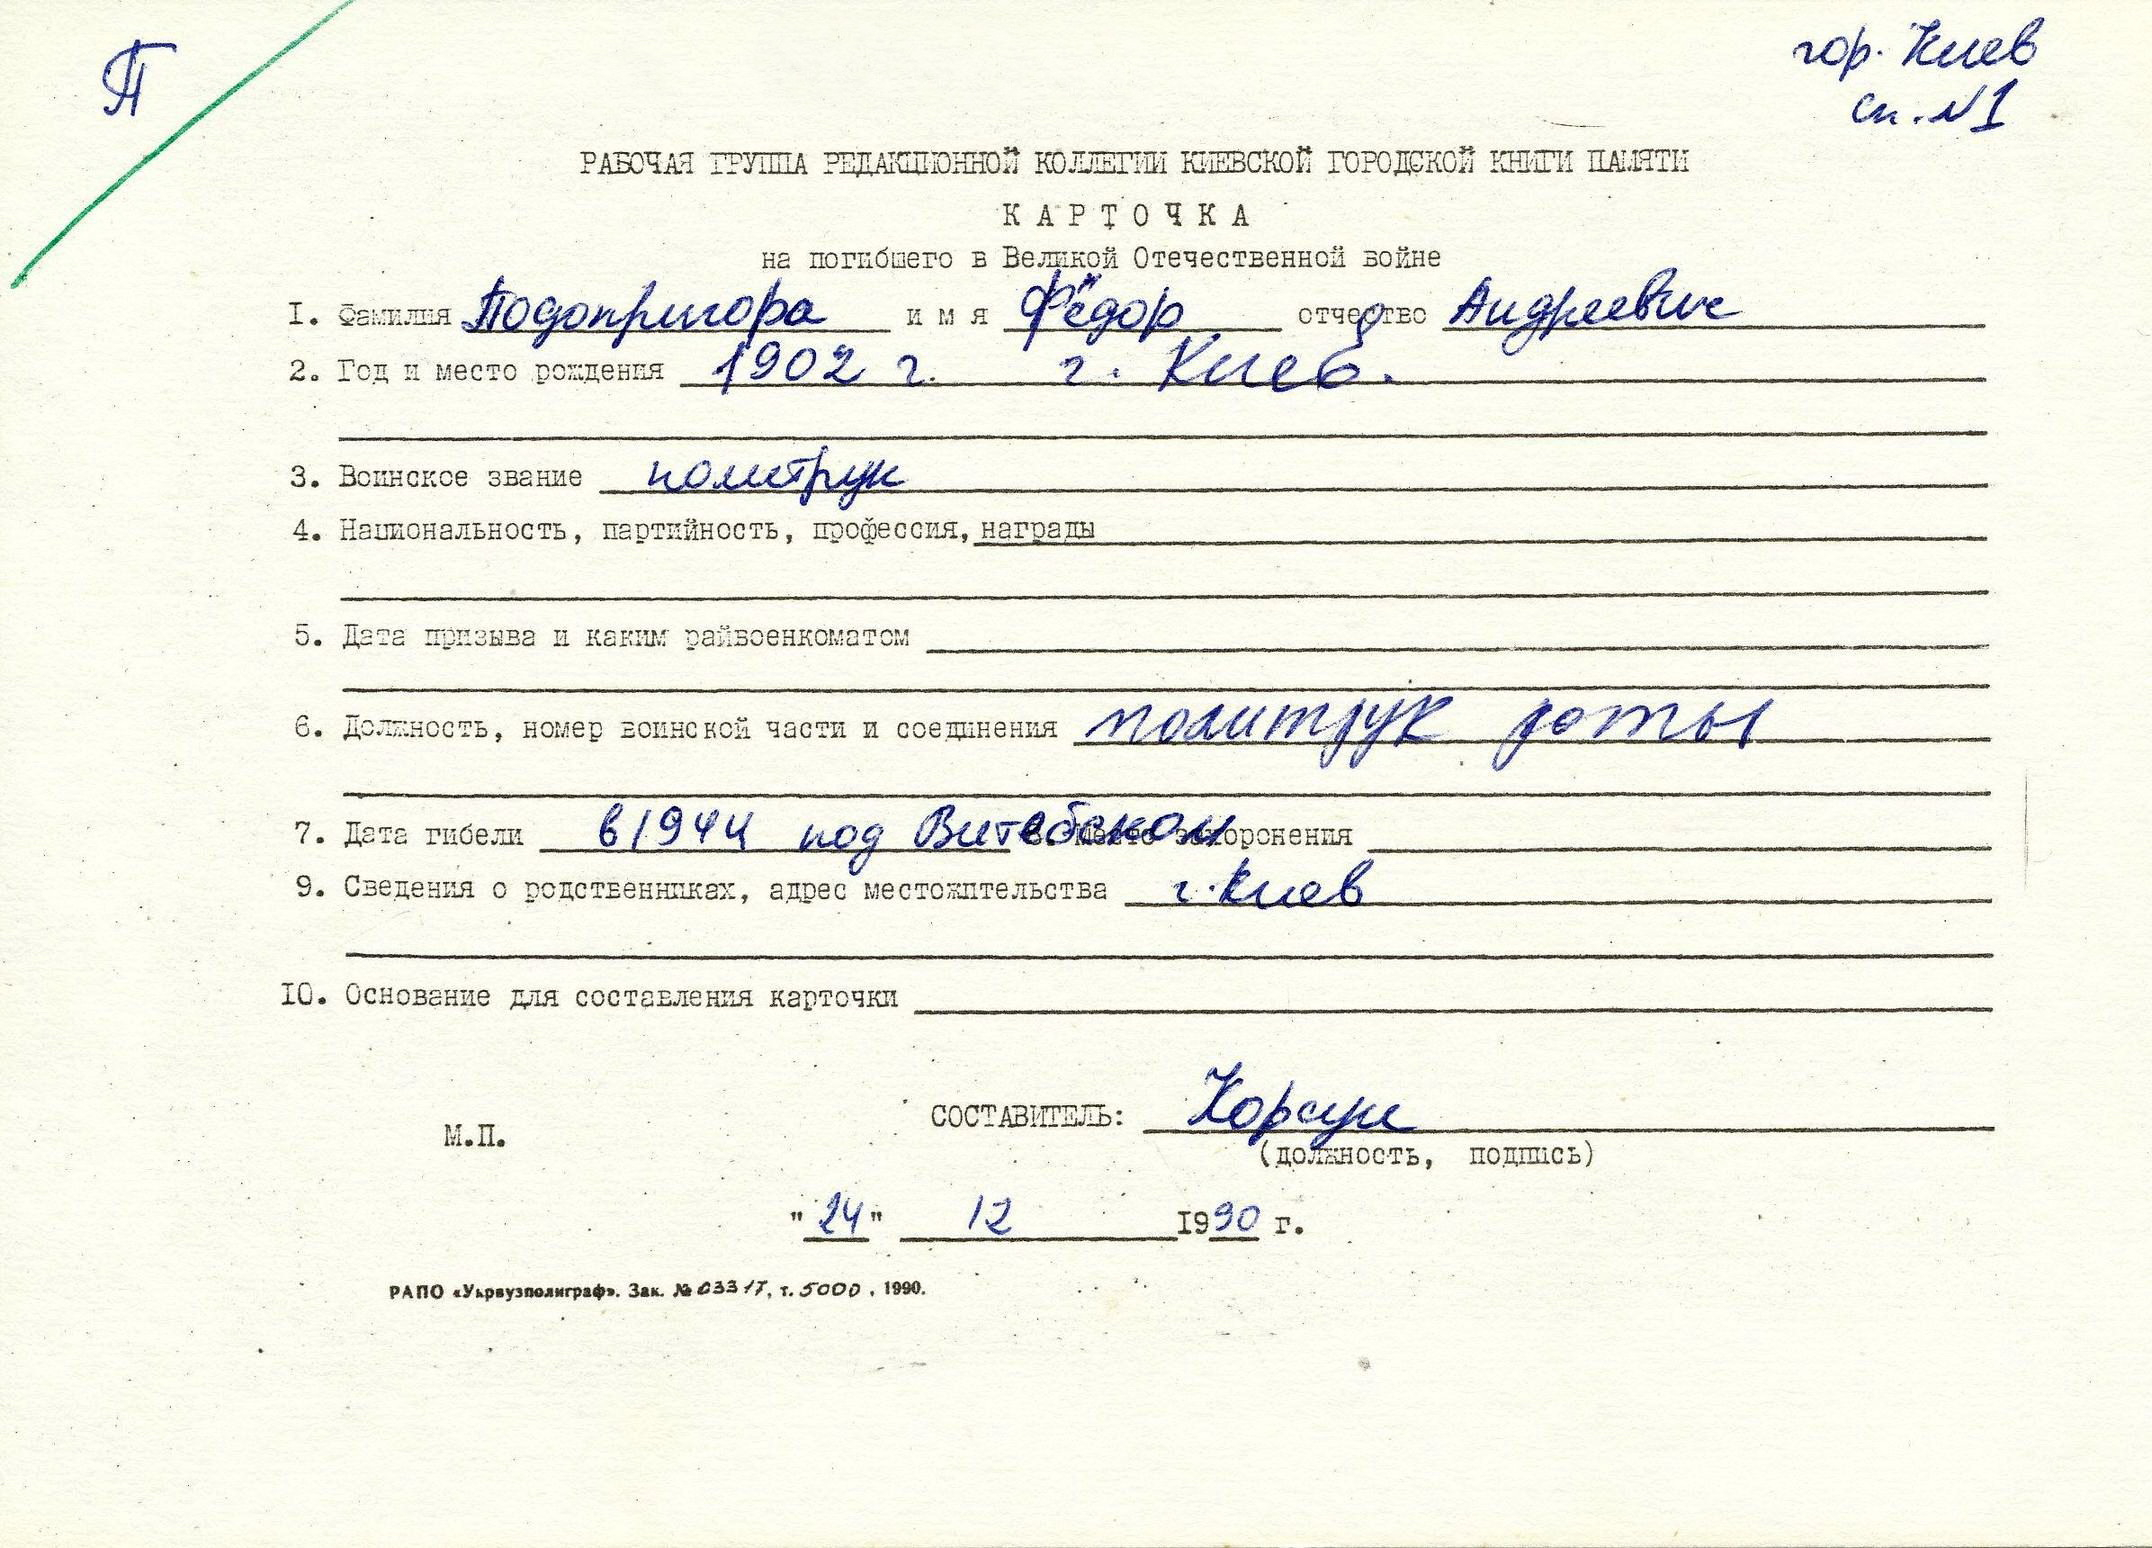 П
гор. Киев
сп. №1
РАБОЧАЯ ГРУППА РЕДАКЦИОННОЙ КОЛЛЕГИИ КИЕВСКОЙ ГОРОДСКОЙ КНИГИ ПАМЯТИ
КАРТОЧКА
на погибшего в Великой Отечественной войне
1. Фамилия Подопригора имя Фёдор отчество Андреевич
2. Год и место рождения 1902 г. г. Киев.
3. Воинское звание политрук
4. Национальность, партийность, профессия, награды
5. Дата призыва и каким райвоенкоматом
6. Должность, номер воинской части и соединения политрук роты
7. Дата гибели в 1944 под Витебском 8. Место захоронения
9. Сведения о родственниках, адрес местожительства г. Киев
10. Основание для составления карточки
М.П.
СОСТАВИТЕЛЬ: Корсун
(должность, подпись)
"24" 12 1990 г.
РАПО «Укрвузполиграф». Зак. № 03317, т. 5000, 1990.